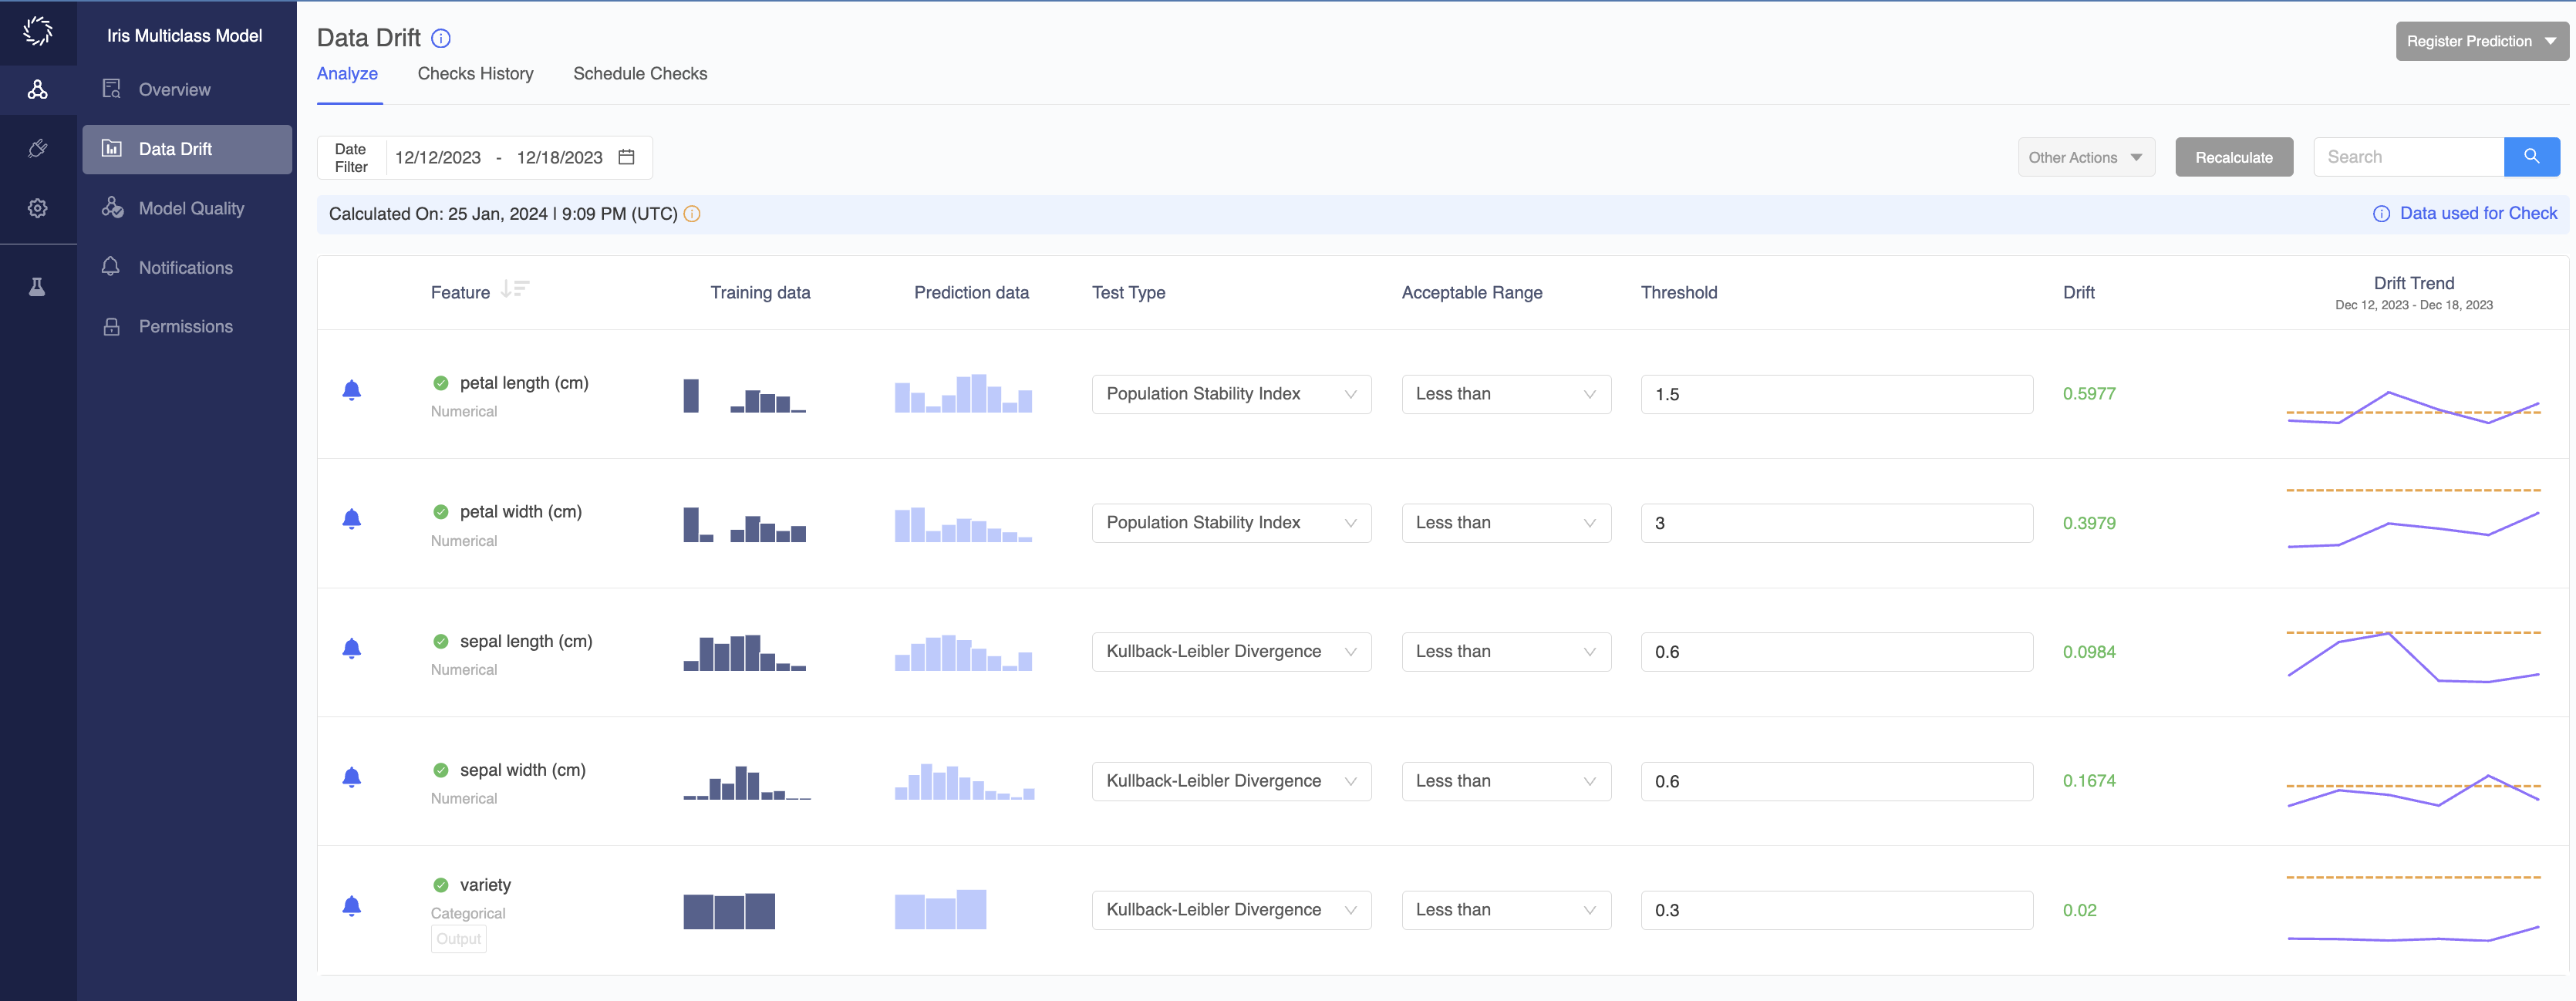 Iris Multiclass Model
Overview
Data Drift
Model Quality
Notifications
Permissions
Data Drift
Register Prediction
Analyze
Checks History
Schedule Checks
Date
Filter
12/12/2023 - 12/18/2023
Other Actions
Recalculate
Search
Calculated On: 25 Jan, 2024 | 9:09 PM (UTC)
Data used for Check
Feature
Training data
Prediction data
Test Type
Acceptable Range
Threshold
Drift
Drift Trend
Dec 12, 2023 - Dec 18, 2023
petal length (cm)
Numerical
Population Stability Index
Less than
1.5
0.5977
petal width (cm)
Numerical
Population Stability Index
Less than
3
0.3979
sepal length (cm)
Numerical
Kullback-Leibler Divergence
Less than
0.6
0.0984
sepal width (cm)
Numerical
Kullback-Leibler Divergence
Less than
0.6
0.1674
variety
Categorical
Output
Kullback-Leibler Divergence
Less than
0.3
0.02